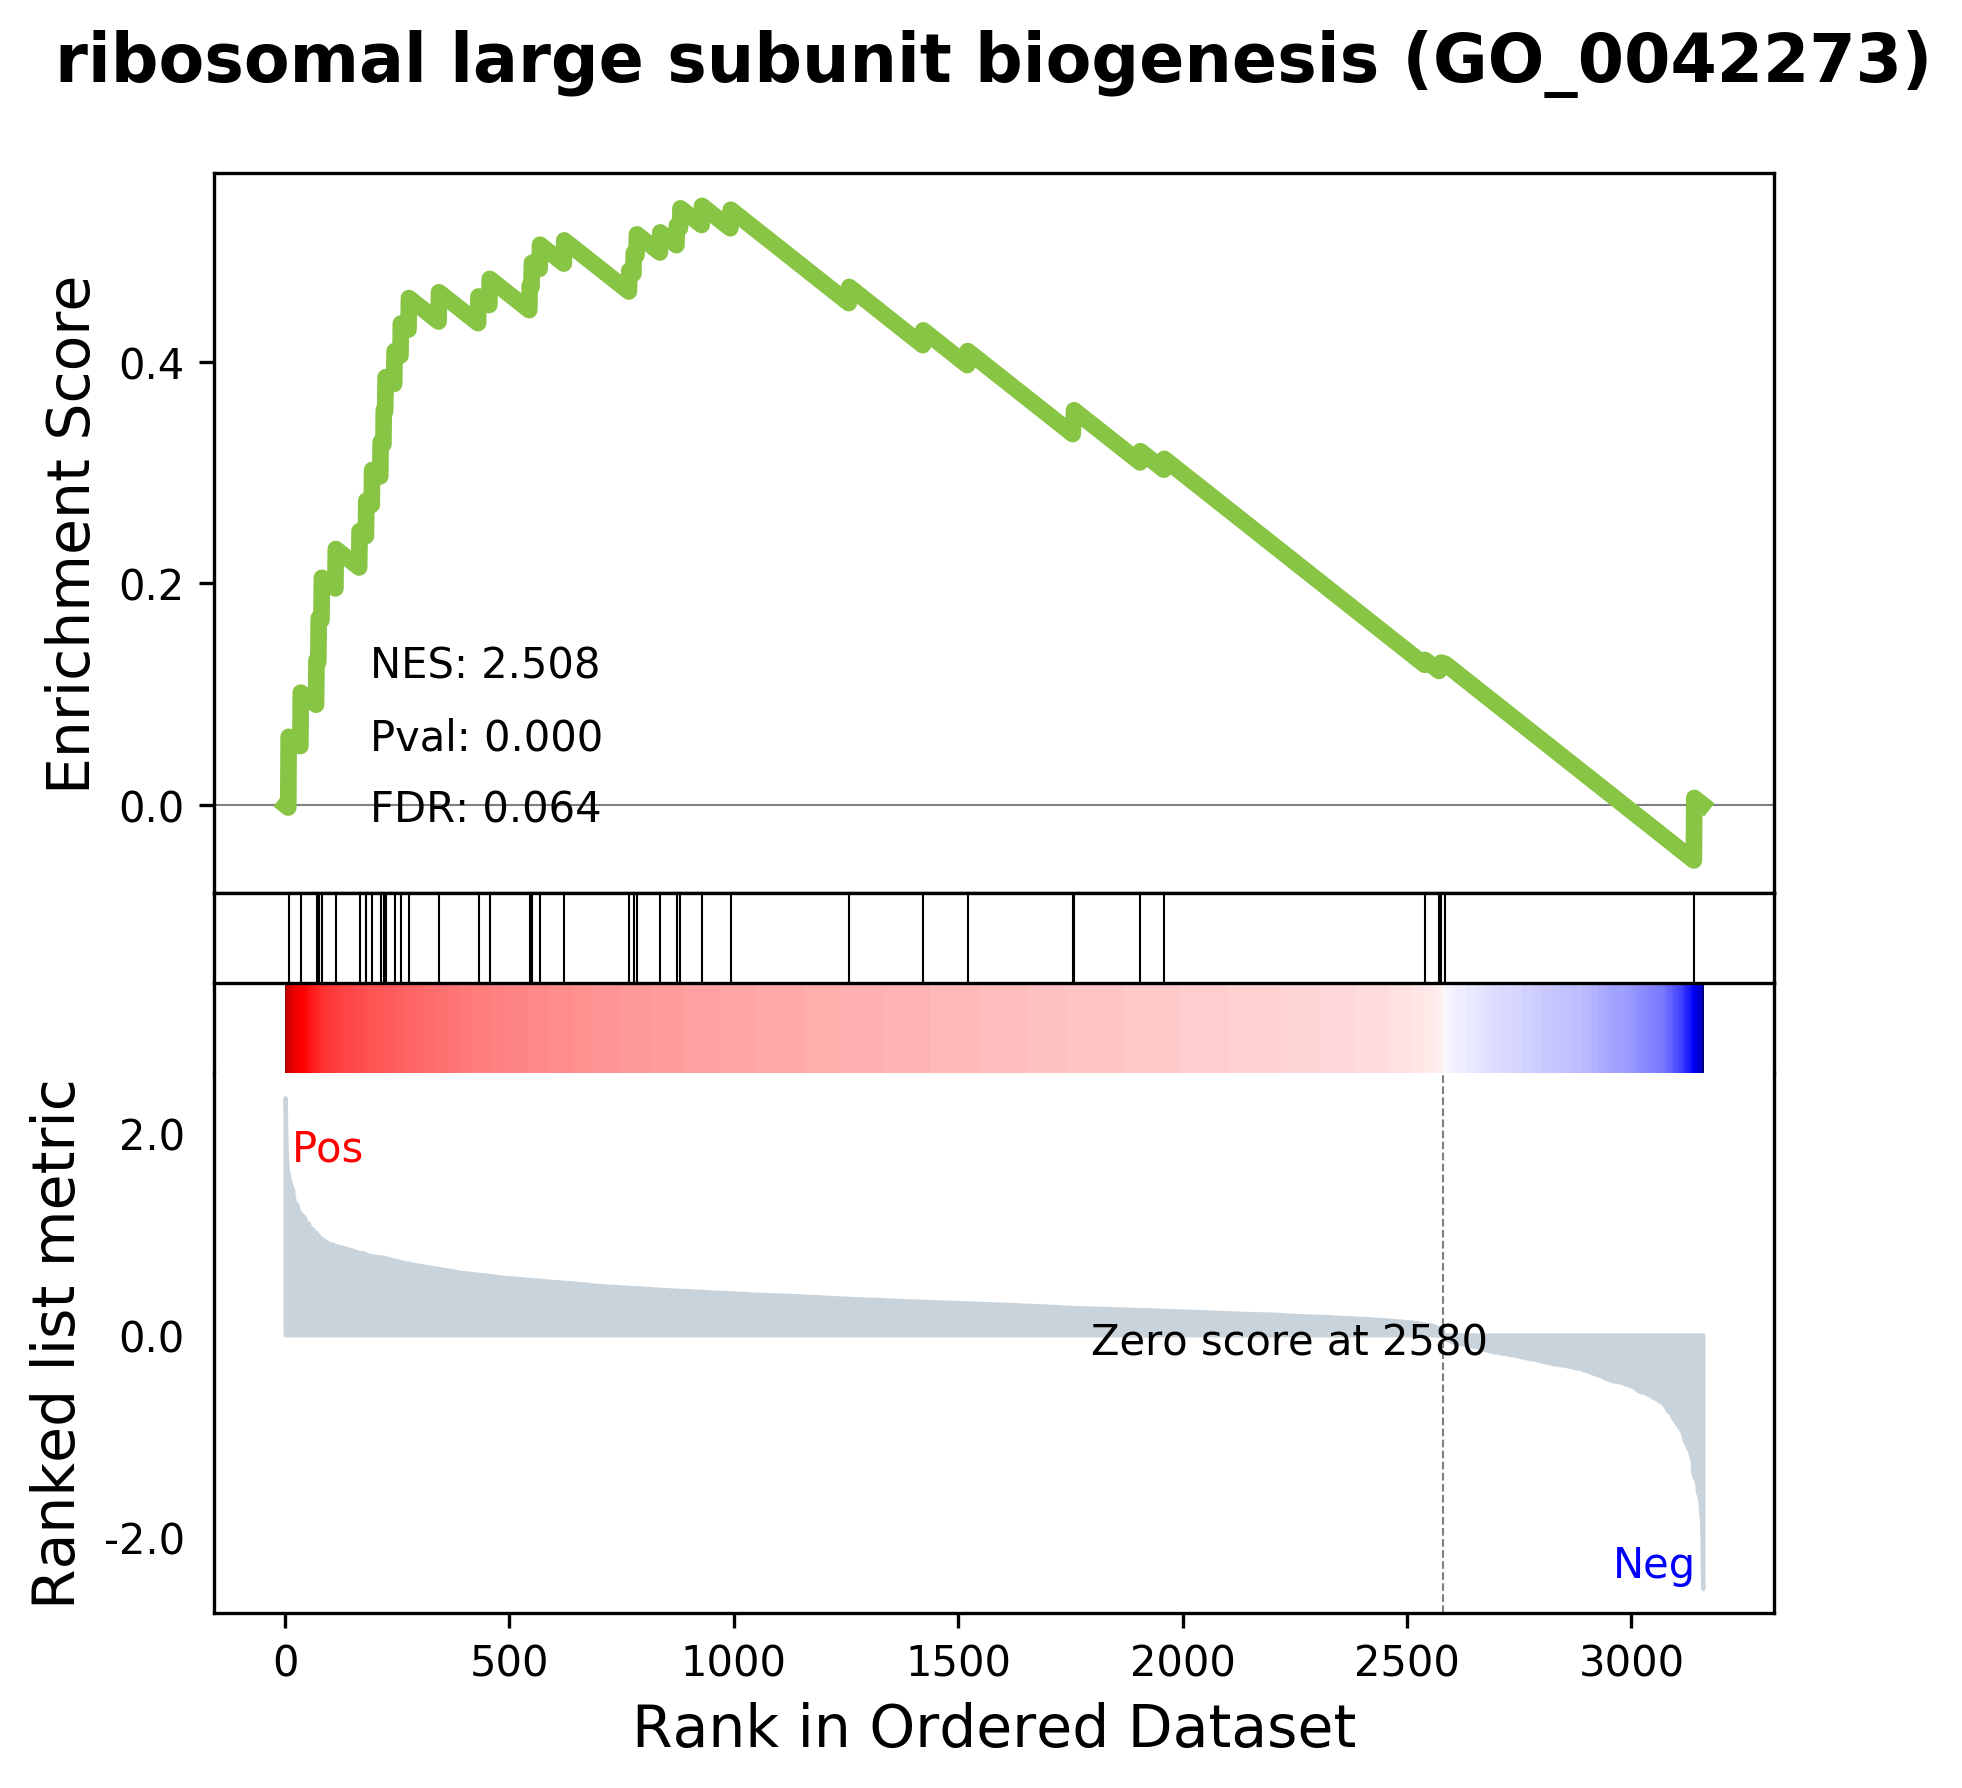 ribosomal large subunit biogenesis (GO_0042273)
Enrichment Score
0.4
0.2
0.0
NES: 2.508
Pval: 0.000
FDR: 0.064
Ranked list metric
2.0
0.0
-2.0
Pos
Zero score at 2580
Neg
0 500 1000 1500 2000 2500 3000
Rank in Ordered Dataset